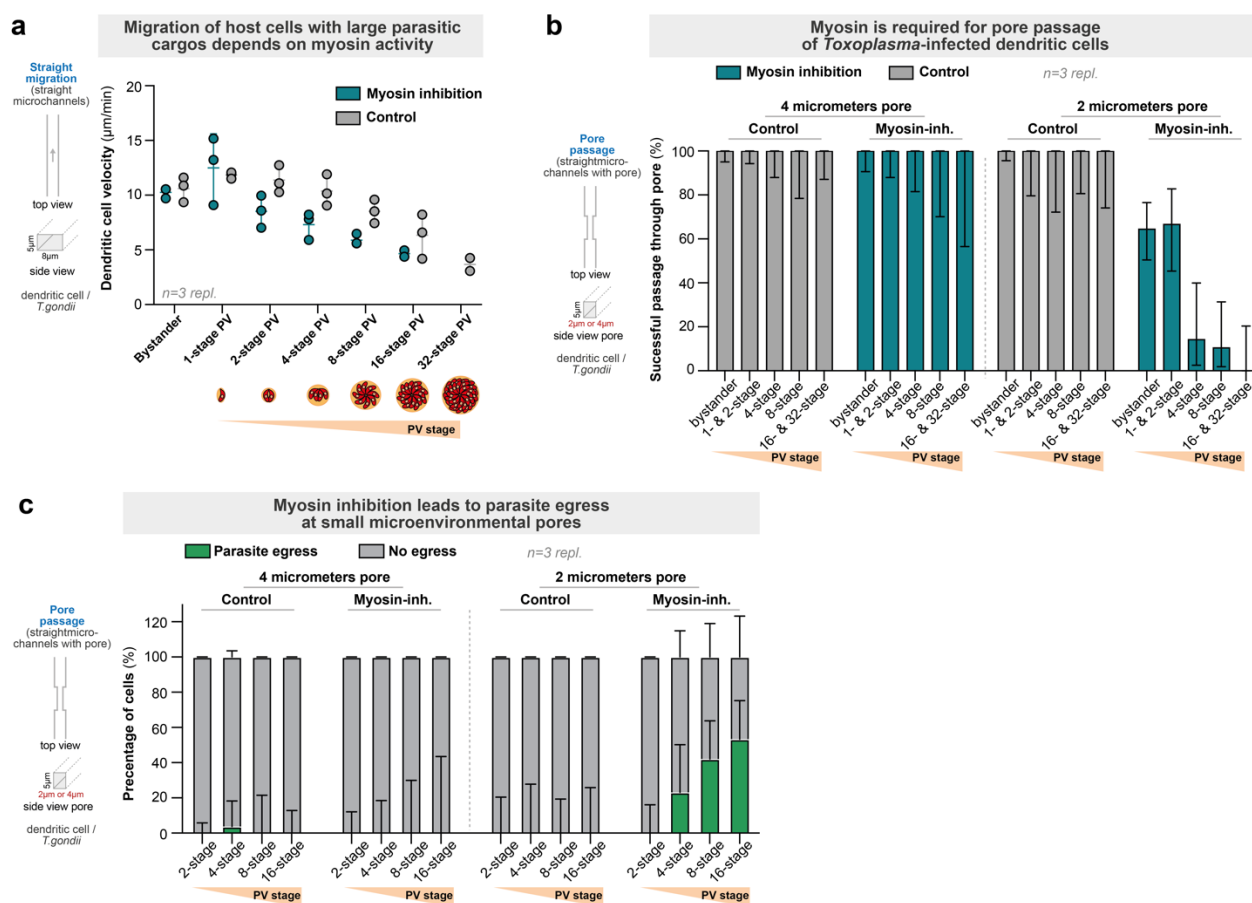 a
Migration of host cells with large parasitic
cargos depends on myosin activity
Straight
migration
(straight
microchannels)
top view
5µm
8µm
side view
dendritic cell /
T.gondii
Dendritic cell velocity (µm/min)
20
15
10
5
0
Myosin inhibition
Control
n=3 repl.
Bystander
1-stage PV
2-stage PV
4-stage PV
8-stage PV
16-stage PV
32-stage PV
PV stage
b
Myosin is required for pore passage
of Toxoplasma-infected dendritic cells
Myosin inhibition
Control
n=3 repl.
4 micrometers pore
2 micrometers pore
Control
Myosin-inh.
Control
Myosin-inh.
Pore
passage
(straightmicro-
channels with pore)
top view
5µm
2µm or 4µm
side view pore
dendritic cell /
T.gondii
Sucessful passage through pore (%)
100
80
60
40
20
0
bystander
1- & 2-stage
4-stage
8-stage
16- & 32-stage
bystander
1- & 2-stage
4-stage
8-stage
16- & 32-stage
bystander
1- & 2-stage
4-stage
8-stage
16- & 32-stage
bystander
1- & 2-stage
4-stage
8-stage
16- & 32-stage
PV stage
PV stage
PV stage
PV stage
c
Myosin inhibition leads to parasite egress
at small microenvironmental pores
Parasite egress
No egress
n=3 repl.
4 micrometers pore
2 micrometers pore
Control
Myosin-inh.
Control
Myosin-inh.
Pore
passage
(straightmicro-
channels with pore)
top view
5µm
2µm or 4µm
side view pore
dendritic cell /
T.gondii
Precentage of cells (%)
120
100
80
60
40
20
0
2-stage
4-stage
8-stage
16-stage
2-stage
4-stage
8-stage
16-stage
2-stage
4-stage
8-stage
16-stage
2-stage
4-stage
8-stage
16-stage
PV stage
PV stage
PV stage
PV stage